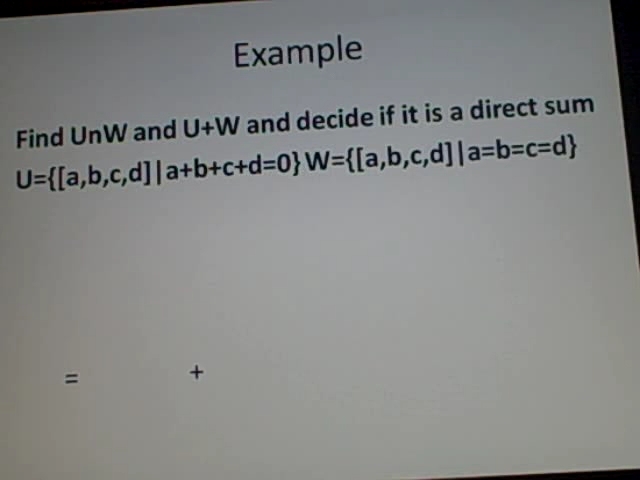 Example
Find UnW and U+W and decide if it is a direct sum
U={[a,b,c,d]|a+b+c+d=0} W={[a,b,c,d]|a=b=c=d}
= +